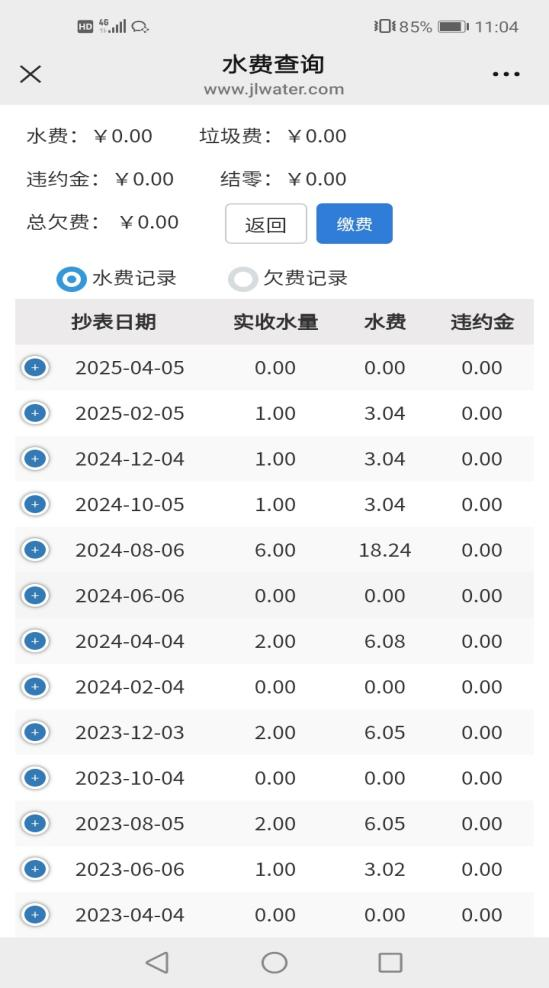 HD 4G 85% 11:04
水费查询
www.jlwater.com
水费：￥0.00 垃圾费：￥0.00
违约金：￥0.00 结零：￥0.00
总欠费：￥0.00 返回 缴费
水费记录 欠费记录
抄表日期 实收水量 水费 违约金
2025-04-05 0.00 0.00 0.00
2025-02-05 1.00 3.04 0.00
2024-12-04 1.00 3.04 0.00
2024-10-05 1.00 3.04 0.00
2024-08-06 6.00 18.24 0.00
2024-06-06 0.00 0.00 0.00
2024-04-04 2.00 6.08 0.00
2024-02-04 0.00 0.00 0.00
2023-12-03 2.00 6.05 0.00
2023-10-04 0.00 0.00 0.00
2023-08-05 2.00 6.05 0.00
2023-06-06 1.00 3.02 0.00
2023-04-04 0.00 0.00 0.00